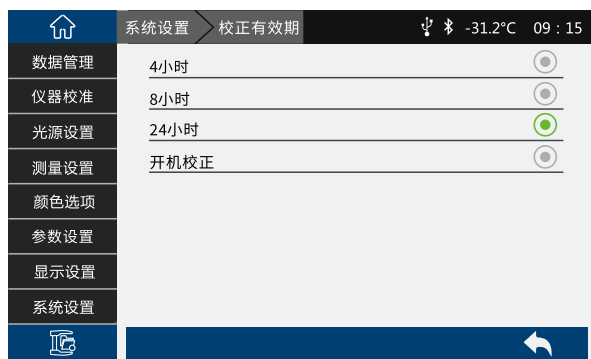 系统设置 校正有效期 -31.2°C 09 : 15
数据管理
仪器校准
光源设置
测量设置
颜色选项
参数设置
显示设置
系统设置
4小时
8小时
24小时
开机校正